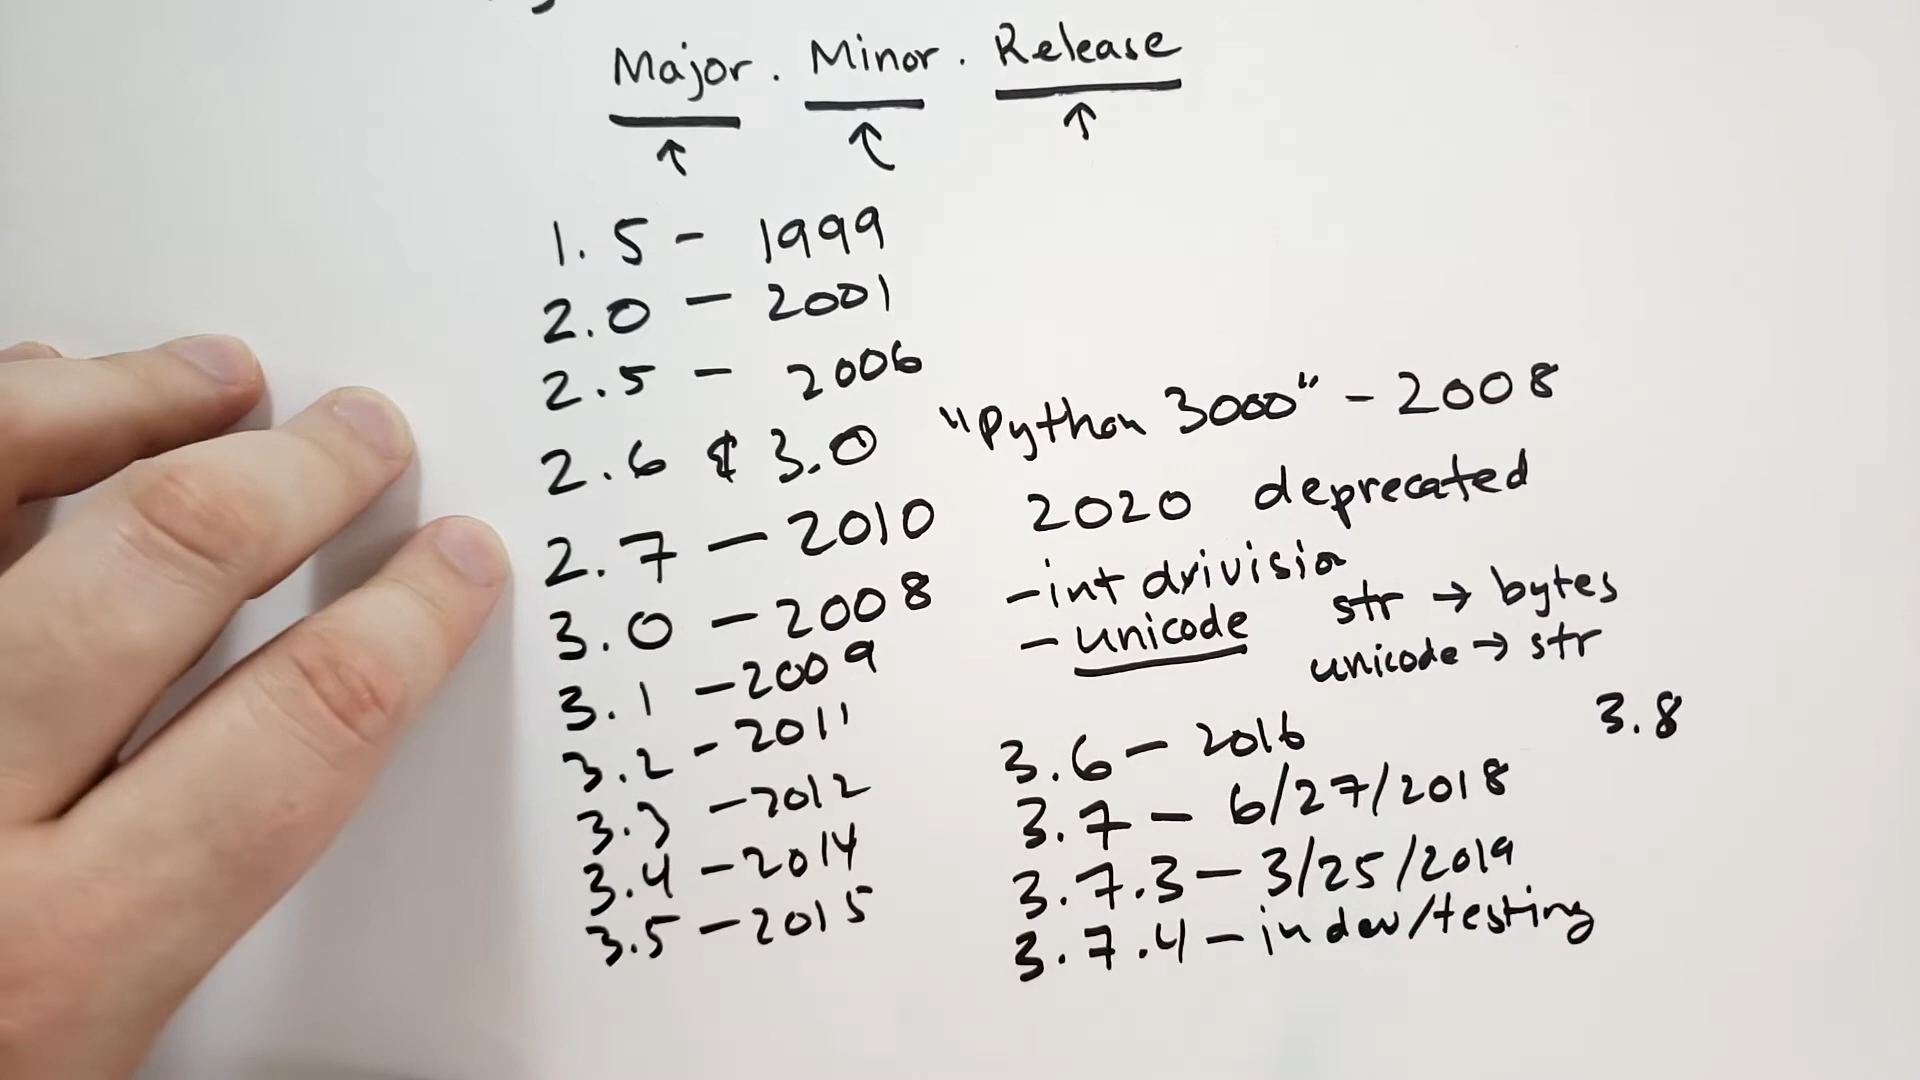 Major . Minor . Release
1.5 - 1999
2.0 - 2001
2.5 - 2006
2.6 & 3.0 "Python 3000" - 2008
2.7 - 2010 2020 deprecated
3.0 - 2008
3.1 - 2009
3.2 - 2011
3.3 - 2012
3.4 - 2014
3.5 - 2015
- int drivision
- unicode
str → bytes
unicode → str
3.6 - 2016
3.7 - 6/27/2018
3.7.3 - 3/25/2019
3.7.4 - in dev/testing
3.8